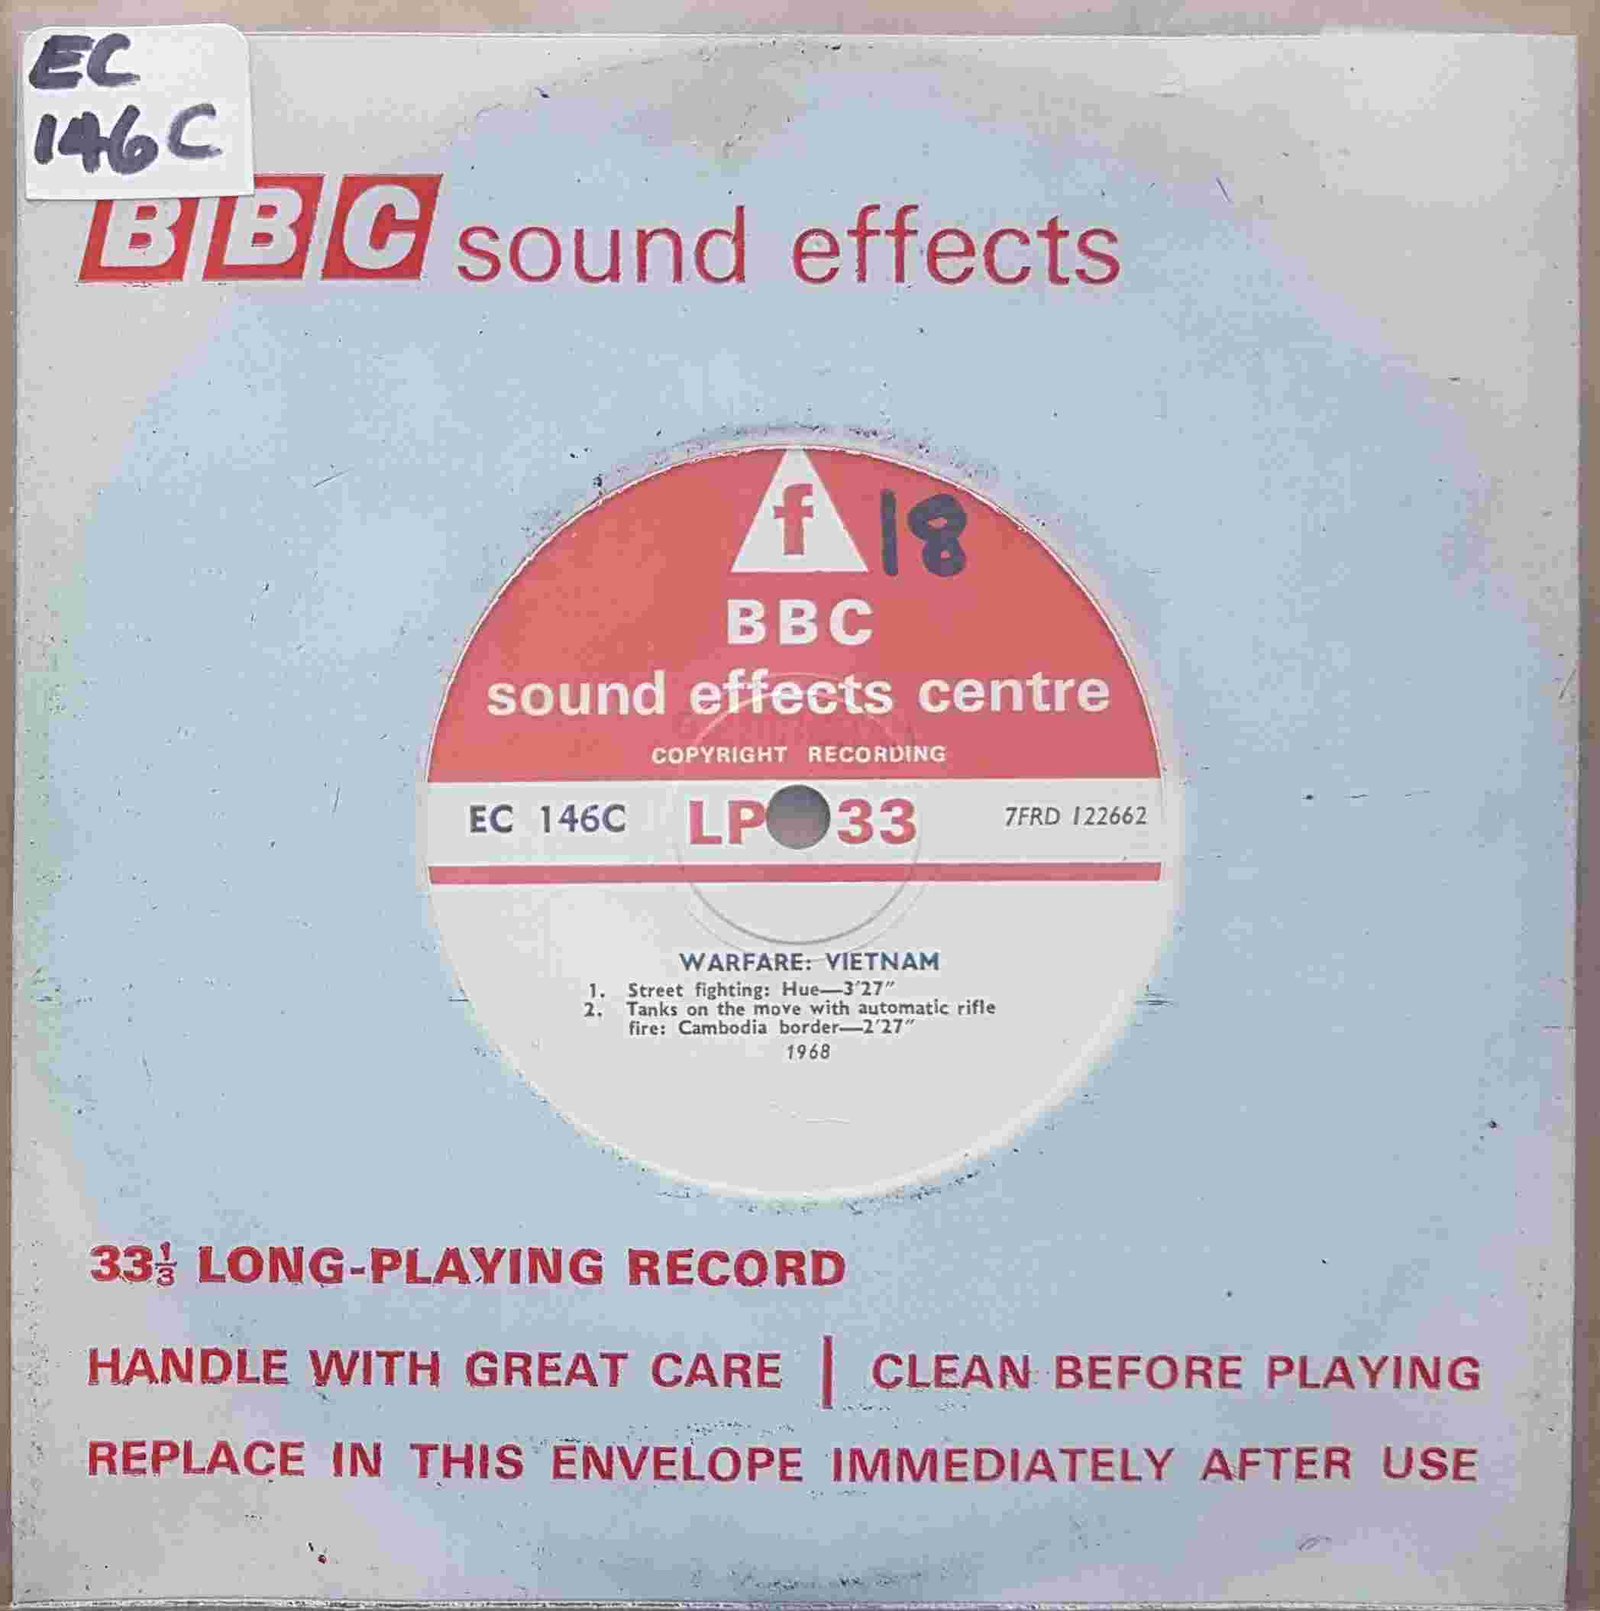 EC
146C
BBC sound effects
f 18
BBC
sound effects centre
COPYRIGHT RECORDING
EC 146C LP 33 7FRD 122662
WARFARE: VIETNAM
1. Street fighting: Hue—3'27"
2. Tanks on the move with automatic rifle
fire: Cambodia border—2'27"
1968
33⅓ LONG-PLAYING RECORD
HANDLE WITH GREAT CARE | CLEAN BEFORE PLAYING
REPLACE IN THIS ENVELOPE IMMEDIATELY AFTER USE